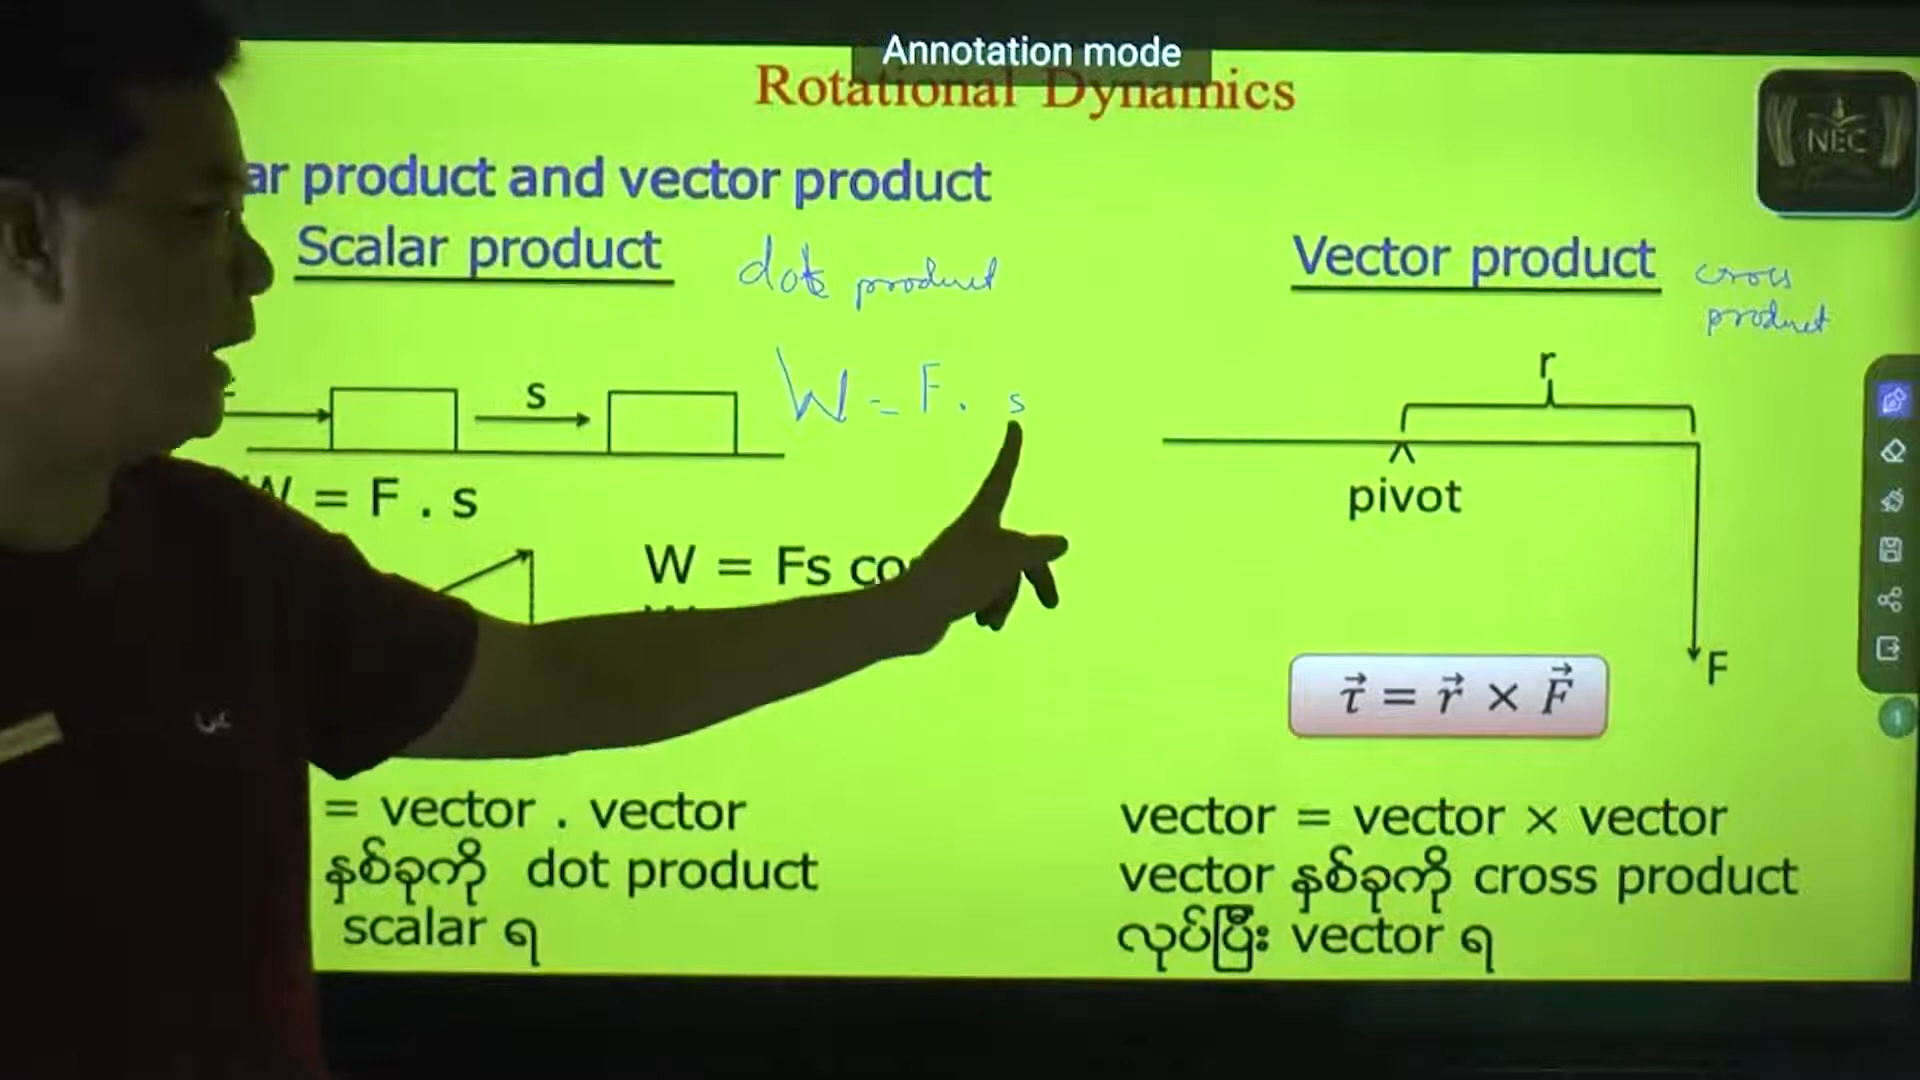 Annotation mode
Rotational Dynamics
NEC
ar product and vector product
Scalar product
dot product
Vector product
cross
product
r
s
W = F . s
pivot
W = F . s
W = Fs co
F
τ⃗ = r⃗ × F⃗
= vector . vector
နှစ်ခုကို dot product
scalar ရ
vector = vector × vector
vector နှစ်ခုကို cross product
လုပ်ပြီး vector ရ